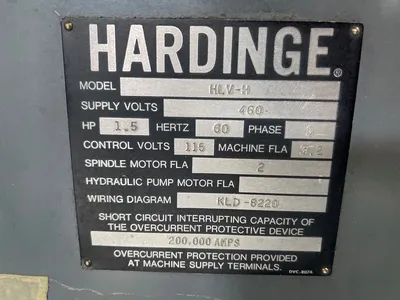 HARDINGE®
MODEL HLV-H
SUPPLY VOLTS 460
HP 1.5 HERTZ 60 PHASE
CONTROL VOLTS 115 MACHINE FLA
SPINDLE MOTOR FLA 2
HYDRAULIC PUMP MOTOR FLA
WIRING DIAGRAM KLD-8220
SHORT CIRCUIT INTERRUPTING CAPACITY OF
THE OVERCURRENT PROTECTIVE DEVICE
200,000 AMPS
OVERCURRENT PROTECTION PROVIDED
AT MACHINE SUPPLY TERMINALS.